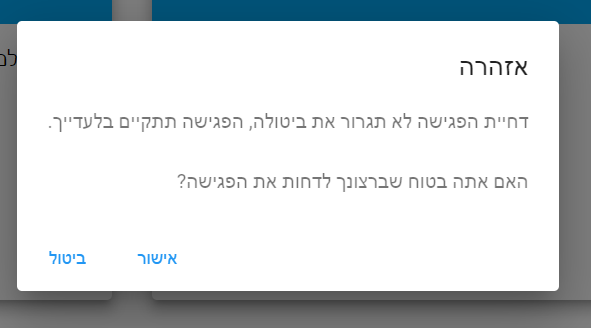 אזהרה
דחיית הפגישה לא תגרור את ביטולה, הפגישה תתקיים בלעדייך.
האם אתה בטוח שברצונך לדחות את הפגישה?
אישור
ביטול